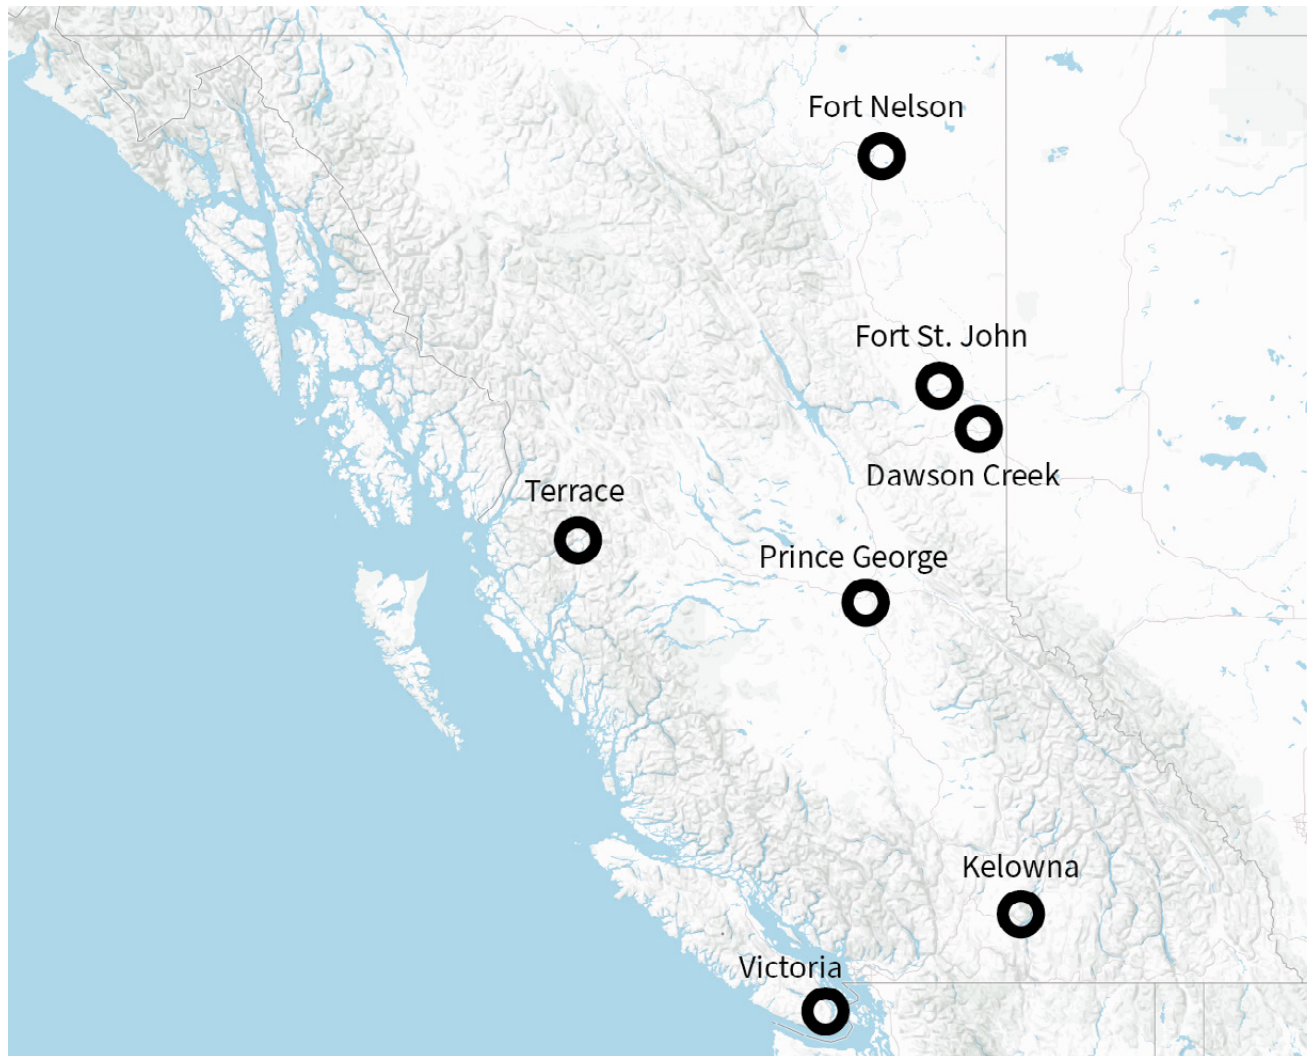 Fort Nelson
Fort St. John
Dawson Creek
Terrace
Prince George
Kelowna
Victoria